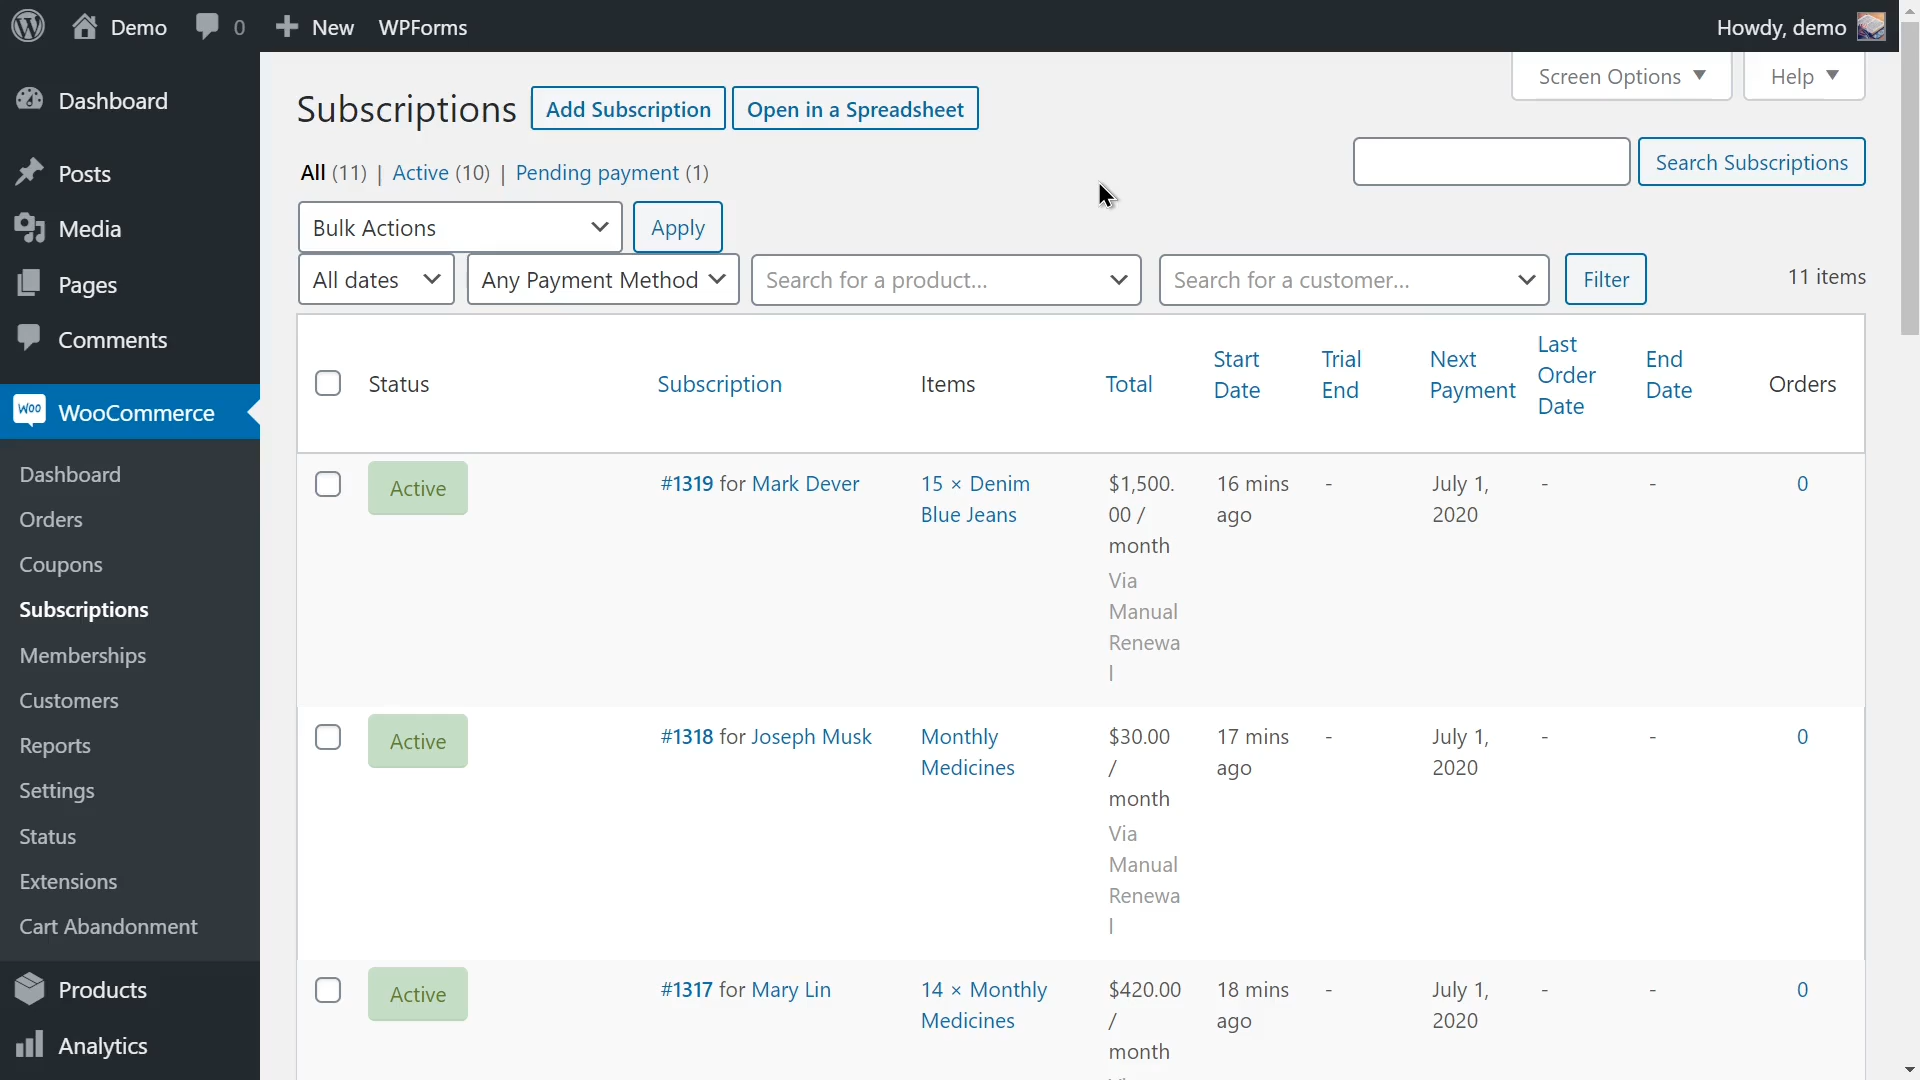 Demo 0 New WPForms Howdy, demo
Screen Options Help
Dashboard
Posts
Media
Pages
Comments
WOO WooCommerce
Dashboard
Orders
Coupons
Subscriptions
Memberships
Customers
Reports
Settings
Status
Extensions
Cart Abandonment
Products
Analytics
Subscriptions Add Subscription Open in a Spreadsheet
All (11) | Active (10) | Pending payment (1)
Search Subscriptions
Bulk Actions Apply
All dates Any Payment Method Search for a product... Search for a customer... Filter 11 items
Status Subscription Items Total Start Date Trial End Next Payment Last Order Date End Date Orders
Active #1319 for Mark Dever 15 × Denim $1,500. 16 mins - July 1, - - 0
Blue Jeans 00 / ago 2020
month
Via
Manual
Renewa
l
Active #1318 for Joseph Musk Monthly $30.00 17 mins - July 1, - - 0
Medicines / ago 2020
month
Via
Manual
Renewa
l
Active #1317 for Mary Lin 14 × Monthly $420.00 18 mins - July 1, - - 0
Medicines / ago 2020
month